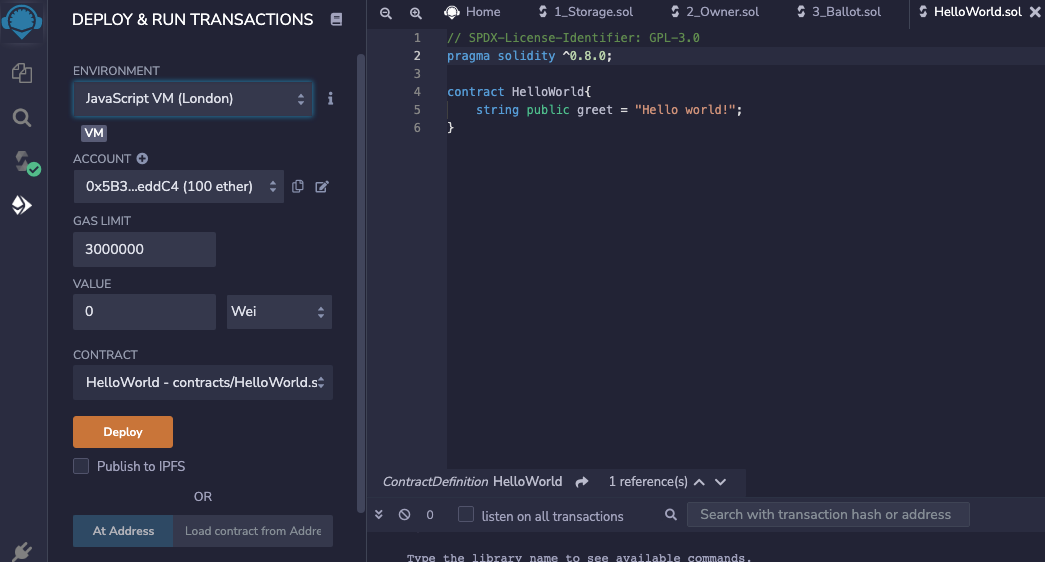 DEPLOY & RUN TRANSACTIONS
ENVIRONMENT
JavaScript VM (London)
VM
ACCOUNT
0x5B3...eddC4 (100 ether)
GAS LIMIT
3000000
VALUE
0
Wei
CONTRACT
HelloWorld - contracts/HelloWorld.s
Deploy
Publish to IPFS
OR
At Address
Load contract from Addre
Home
1_Storage.sol
2_Owner.sol
3_Ballot.sol
HelloWorld.sol
1 // SPDX-License-Identifier: GPL-3.0
2 pragma solidity ^0.8.0;
3
4 contract HelloWorld{
5 string public greet = "Hello world!";
6 }
ContractDefinition HelloWorld
1 reference(s)
0
listen on all transactions
Search with transaction hash or address
Type the library name to see available commands.